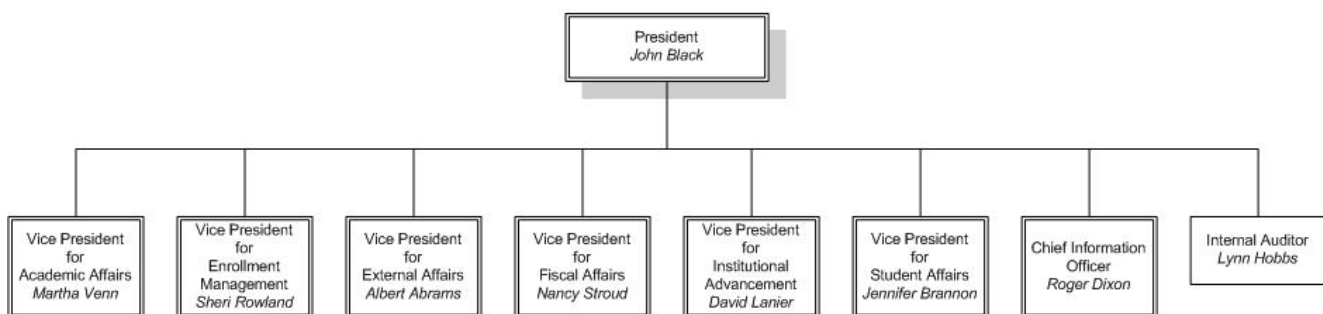 President
John Black
Vice President
for
Academic Affairs
Martha Venn
Vice President
for
Enrollment
Management
Sheri Rowland
Vice President
for
External Affairs
Albert Abrams
Vice President
for
Fiscal Affairs
Nancy Stroud
Vice President
for
Institutional
Advancement
David Lanier
Vice President
for
Student Affairs
Jennifer Brannon
Chief Information
Officer
Roger Dixon
Internal Auditor
Lynn Hobbs